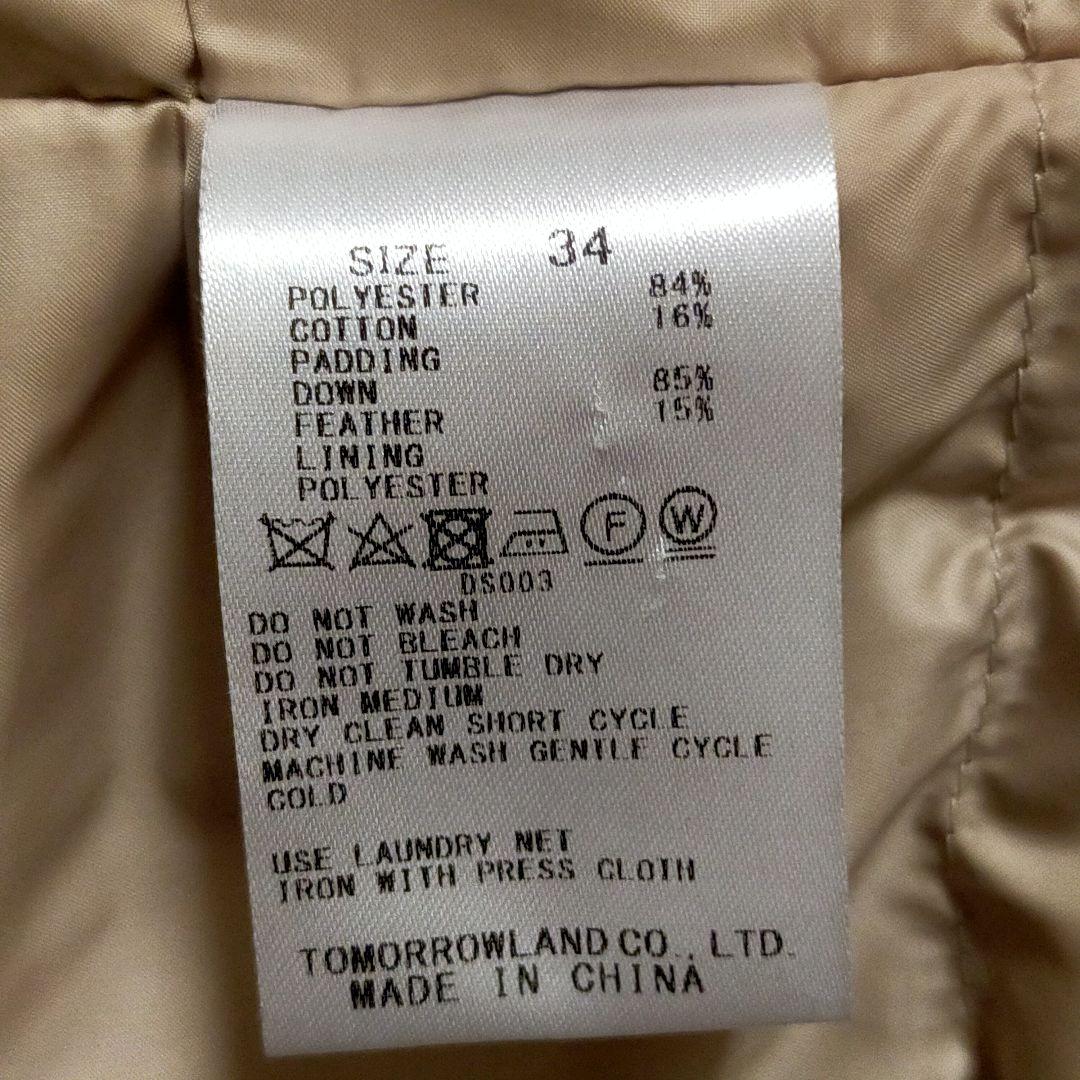 SIZE 34
POLYESTER 84%
COTTON 16%
PADDING
DOWN 85%
FEATHER 15%
LINING
POLYESTER
F W
DS003
DO NOT WASH
DO NOT BLEACH
DO NOT TUMBLE DRY
IRON MEDIUM
DRY CLEAN SHORT CYCLE
MACHINE WASH GENTLE CYCLE
COLD
USE LAUNDRY NET
IRON WITH PRESS CLOTH
TOMORROWLAND CO., LTD.
MADE IN CHINA